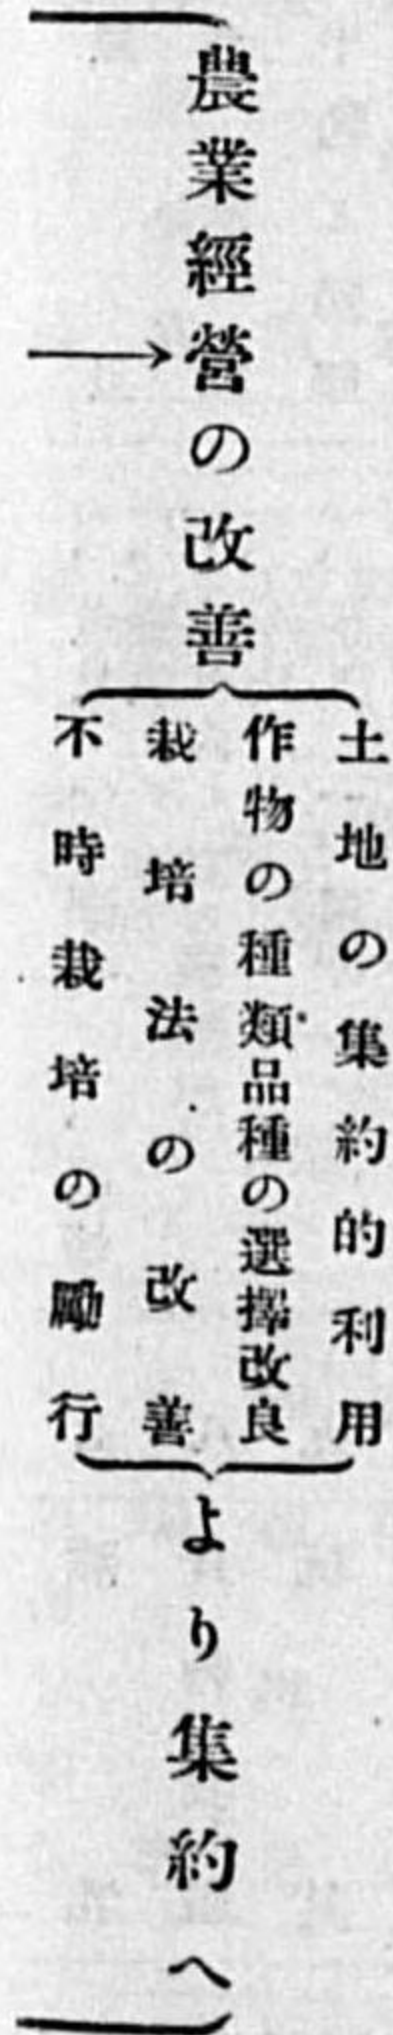 農業經營の改善
土地の集約的利用
作物の種類品種の選擇改良
栽培法の改善
不時栽培の勵行
より集約へ